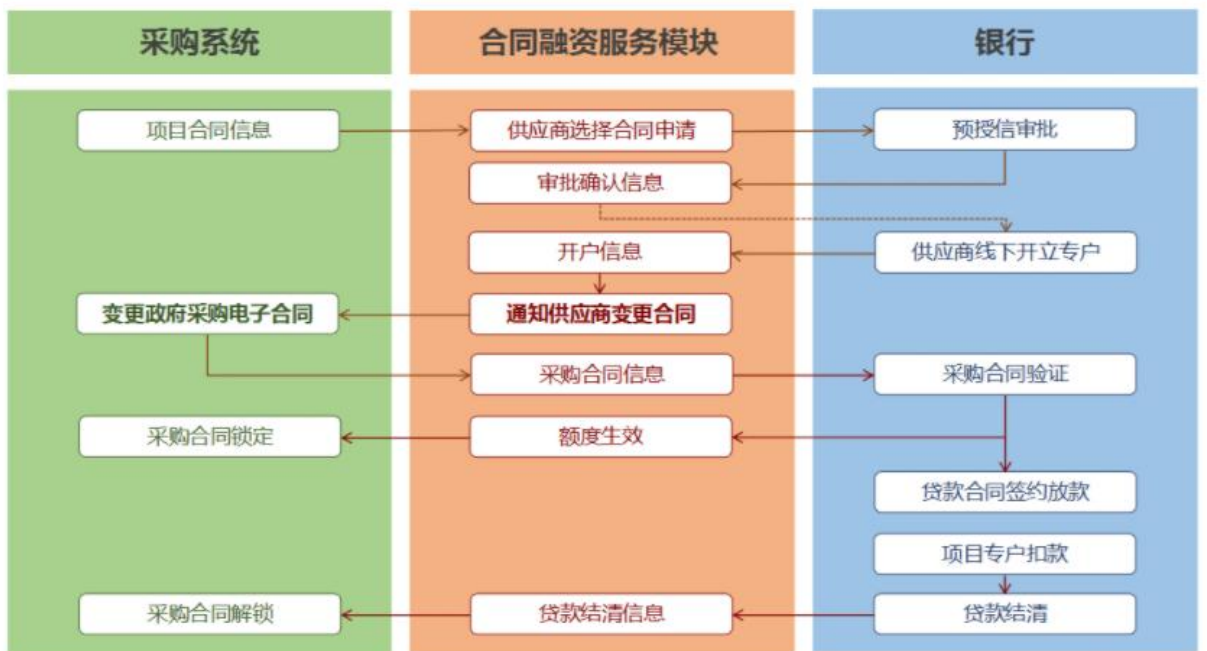 采购系统
合同融资服务模块
银行
项目合同信息
供应商选择合同申请
预授信审批
审批确认信息
开户信息
供应商线下开立专户
变更政府采购电子合同
通知供应商变更合同
采购合同信息
采购合同验证
采购合同锁定
额度生效
贷款合同签约放款
项目专户扣款
采购合同解锁
贷款结清信息
贷款结清